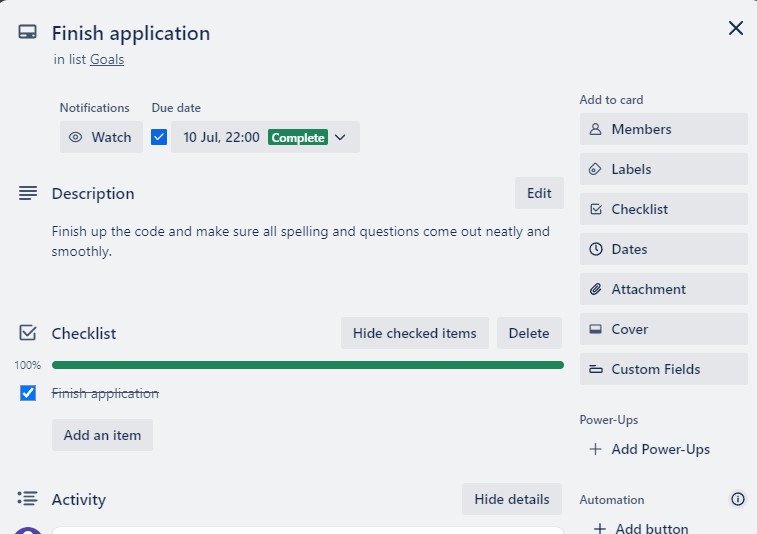 Finish application
in list Goals
Notifications
Due date
Watch
10 Jul, 22:00 Complete
Description
Edit
Finish up the code and make sure all spelling and questions come out neatly and
smoothly.
Checklist
Hide checked items
Delete
100%
Finish application
Add an item
Activity
Hide details
Add to card
Members
Labels
Checklist
Dates
Attachment
Cover
Custom Fields
Power-Ups
Add Power-Ups
Automation
Add button